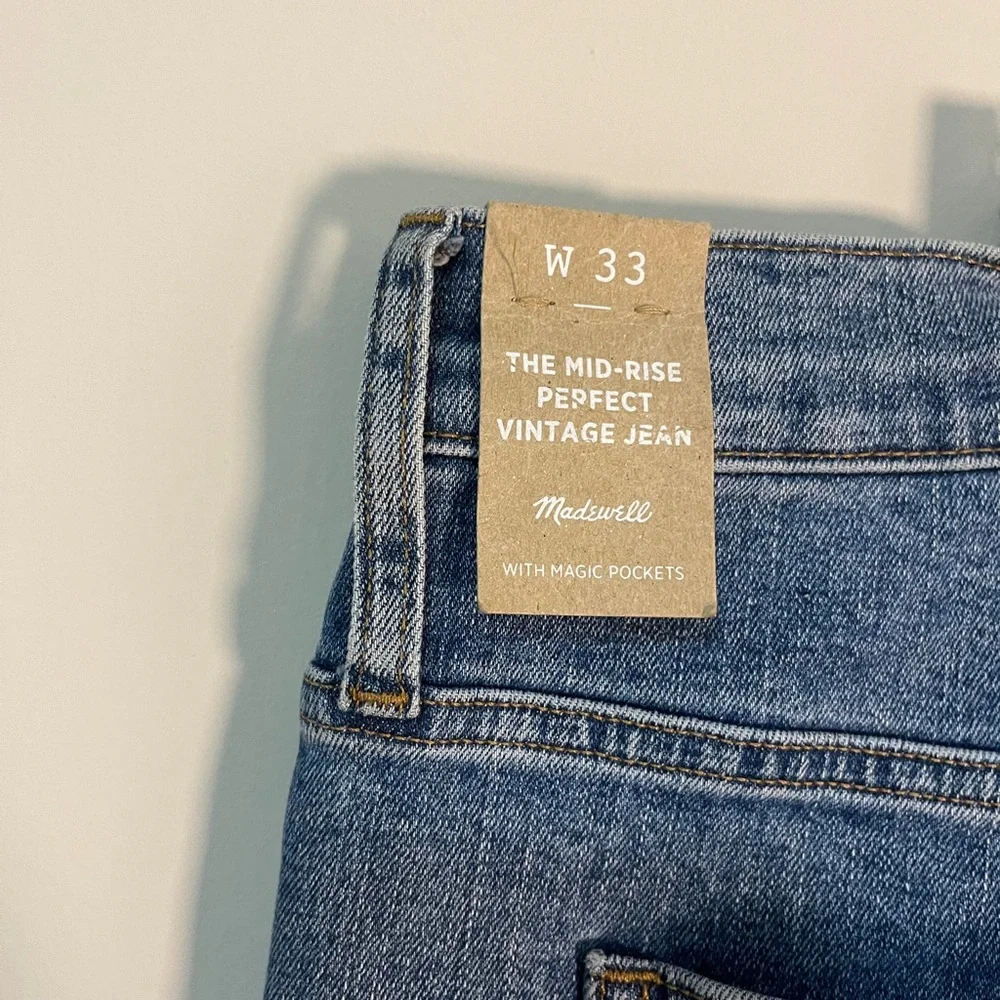 W 33
THE MID-RISE
PERFECT
VINTAGE JEAN
Madewell
WITH MAGIC POCKETS